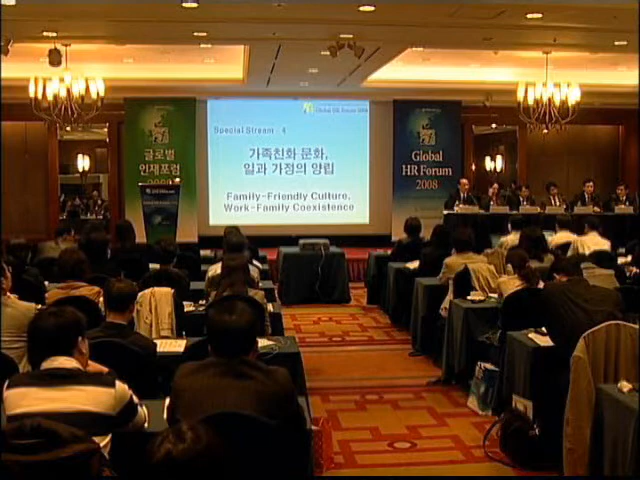 Global HR Forum 2008
Special Stream - 4
가족친화 문화,
일과 가정의 양립
Family-Friendly Culture,
Work-Family Coexistence
글로벌
인재포럼
2008
Global
HR Forum
2008